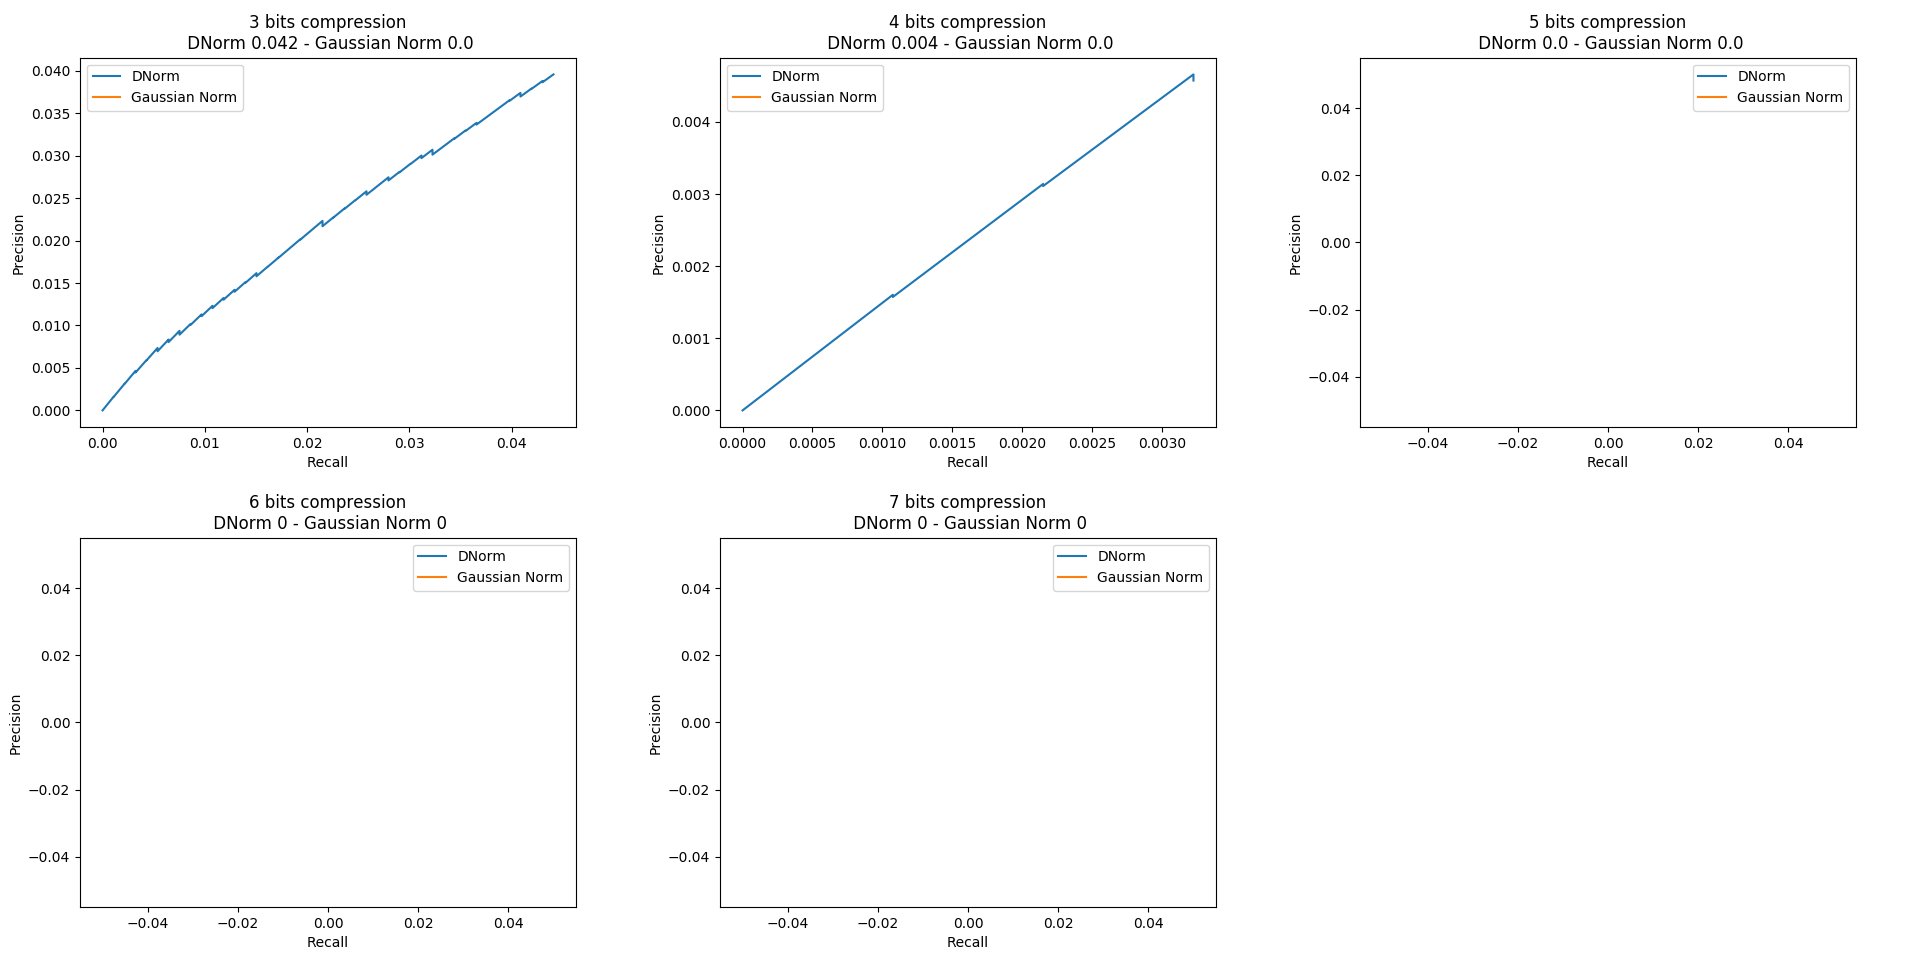 3 bits compression
DNorm 0.042 - Gaussian Norm 0.0
DNorm
Gaussian Norm
0.040
0.035
0.030
0.025
0.020
0.015
0.010
0.005
0.000
Precision
0.00 0.01 0.02 0.03 0.04
Recall
4 bits compression
DNorm 0.004 - Gaussian Norm 0.0
DNorm
Gaussian Norm
0.004
0.003
0.002
0.001
0.000
Precision
0.0000 0.0005 0.0010 0.0015 0.0020 0.0025 0.0030
Recall
5 bits compression
DNorm 0.0 - Gaussian Norm 0.0
DNorm
Gaussian Norm
0.04
0.02
0.00
−0.02
−0.04
Precision
−0.04 −0.02 0.00 0.02 0.04
Recall
6 bits compression
DNorm 0 - Gaussian Norm 0
DNorm
Gaussian Norm
0.04
0.02
0.00
−0.02
−0.04
Precision
−0.04 −0.02 0.00 0.02 0.04
Recall
7 bits compression
DNorm 0 - Gaussian Norm 0
DNorm
Gaussian Norm
0.04
0.02
0.00
−0.02
−0.04
Precision
−0.04 −0.02 0.00 0.02 0.04
Recall